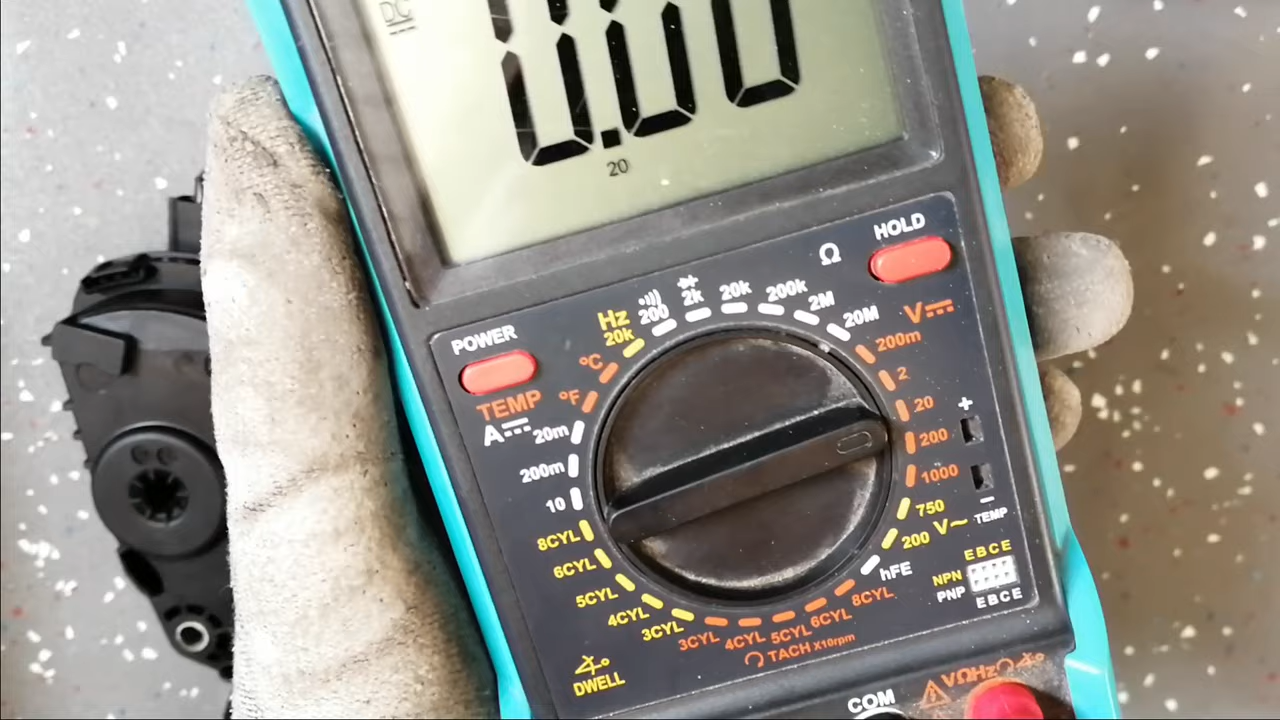 DC
0.00
20
HOLD
Ω
POWER
TEMP
Hz
20k
200
2k
20k
200k
2M
20M
V
200m
2
20
200
1000
750
200 V~
hFE
°C
°F
A
20m
200m
10
8CYL
6CYL
5CYL
4CYL
3CYL
DWELL
3CYL
4CYL
5CYL
6CYL
8CYL
TACH X10rpm
+
−
TEMP
EBCE
NPN
PNP
EBCE
COM
VΩHz